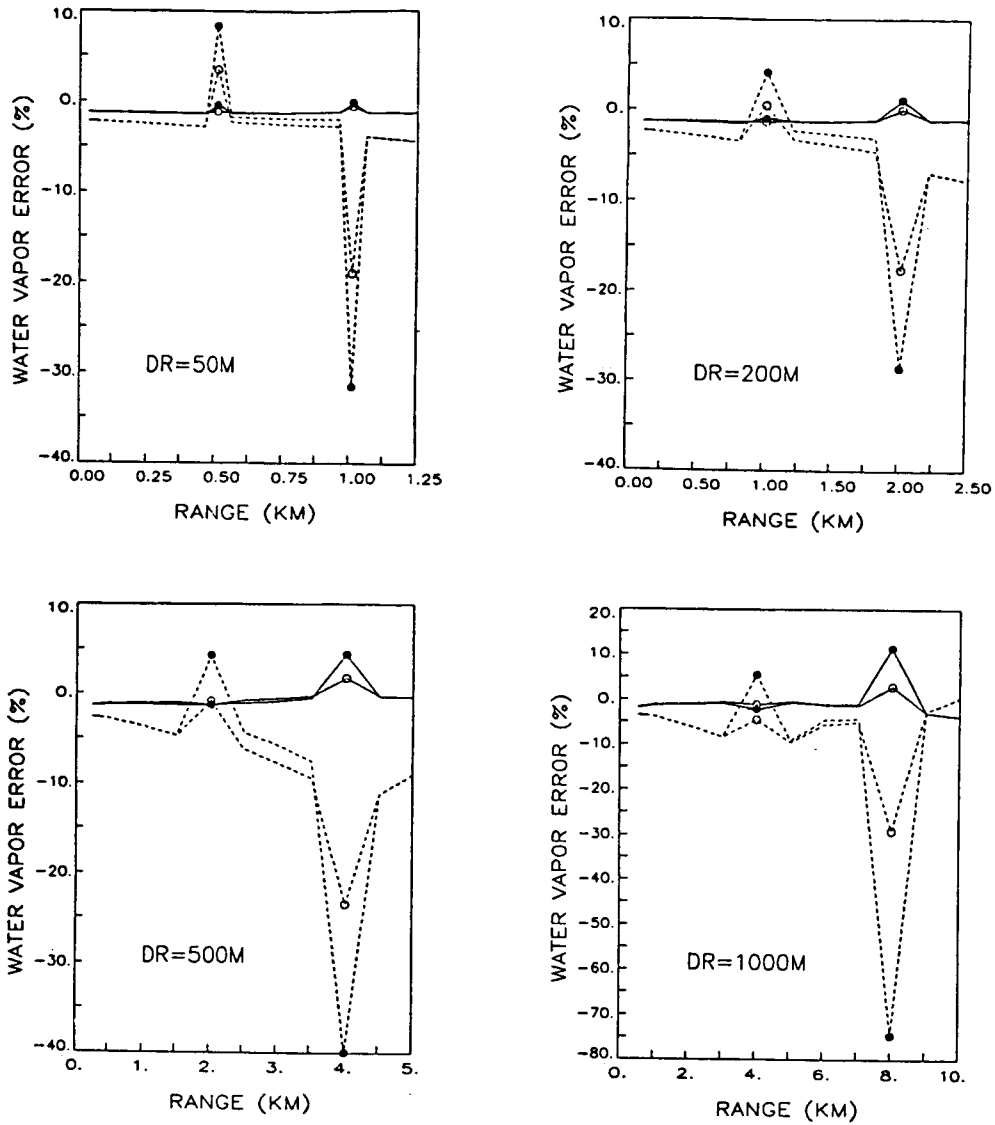 10.
0.
-10.
-20.
-30.
-40.
WATER VAPOR ERROR (%)
DR=50M
0.00 0.25 0.50 0.75 1.00 1.25
RANGE (KM)
10.
0.
-10.
-20.
-30.
-40.
WATER VAPOR ERROR (%)
DR=200M
0.00 0.50 1.00 1.50 2.00 2.50
RANGE (KM)
10.
0.
-10.
-20.
-30.
-40.
WATER VAPOR ERROR (%)
DR=500M
0. 1. 2. 3. 4. 5.
RANGE (KM)
20.
10.
0.
-10.
-20.
-30.
-40.
-50.
-60.
-70.
-80.
WATER VAPOR ERROR (%)
DR=1000M
0. 2. 4. 6. 8. 10.
RANGE (KM)